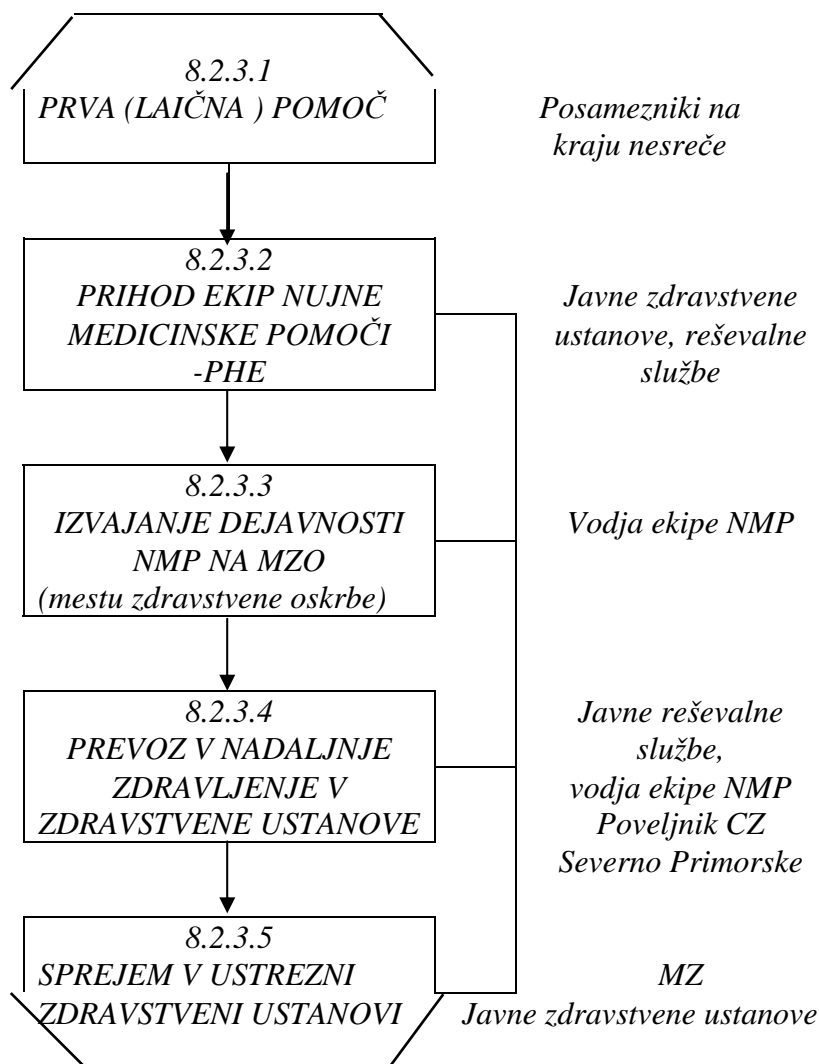 8.2.3.1
PRVA (LAIČNA ) POMOČ
Posamezniki na
kraju nesreče
8.2.3.2
PRIHOD EKIP NUJNE
MEDICINSKE POMOČI
-PHE
Javne zdravstvene
ustanove, reševalne
službe
8.2.3.3
IZVAJANJE DEJAVNOSTI
NMP NA MZO
(mestu zdravstvene oskrbe)
Vodja ekipe NMP
8.2.3.4
PREVOZ V NADALJNJE
ZDRAVLJENJE V
ZDRAVSTVENE USTANOVE
Javne reševalne
službe,
vodja ekipe NMP
Poveljnik CZ
Severno Primorske
8.2.3.5
SPREJEM V USTREZNI
ZDRAVSTVENI USTANOVI
MZ
Javne zdravstvene ustanove